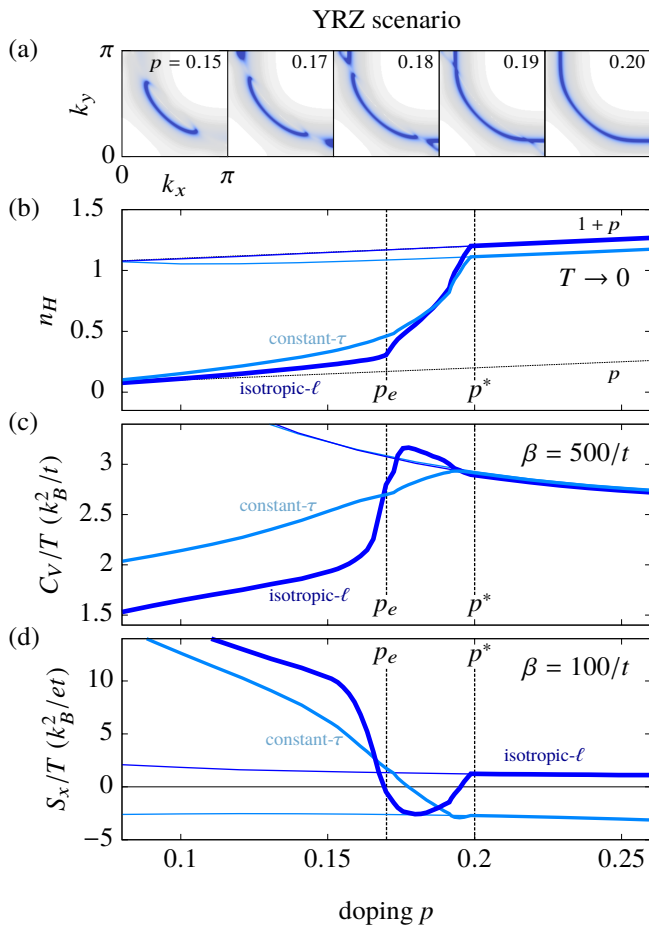 YRZ scenario
(a)
π
k_y
0
p = 0.15
0.17
0.18
0.19
0.20
0
k_x
π
(b)
1.5
1
0.5
0
n_H
1 + p
T → 0
constant-τ
isotropic-ℓ
p
p_e
p*
(c)
3
2.5
2
1.5
C_V/T (k_B^2/t)
β = 500/t
constant-τ
isotropic-ℓ
p_e
p*
(d)
10
5
0
−5
S_x/T (k_B^2/et)
p_e
p*
β = 100/t
constant-τ
isotropic-ℓ
0.1
0.15
0.2
0.25
doping p